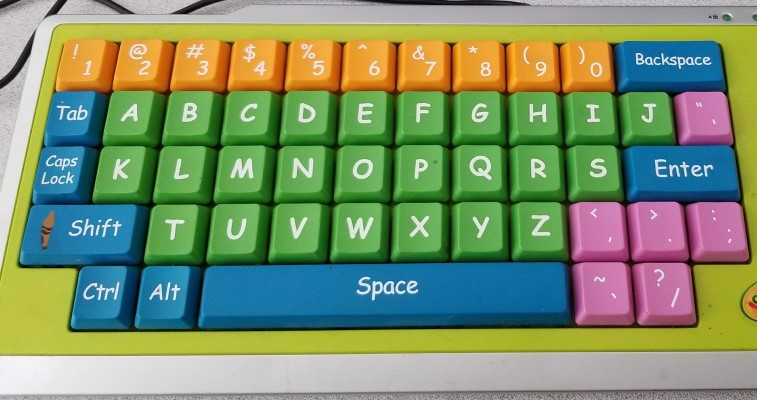 ! 1 @ 2 # 3 $ 4 % 5 ^ 6 & 7 * 8 ( 9 ) 0 Backspace
Tab A B C D E F G H I J " '
Caps Lock K L M N O P Q R S Enter
Shift T U V W X Y Z < , > . : ;
Ctrl Alt Space ~ ` ? /